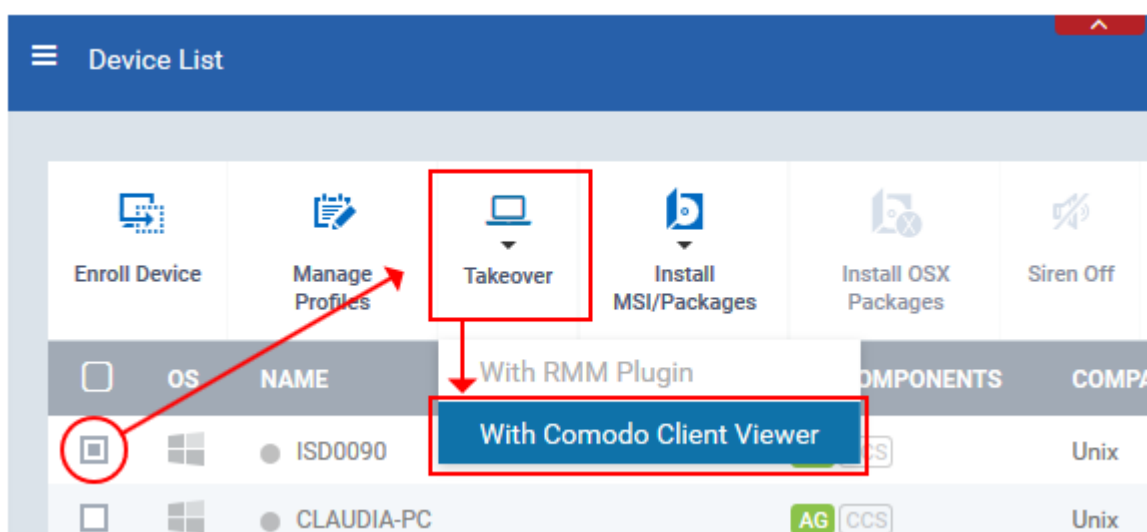 Device List
Enroll Device
Manage
Profiles
Takeover
Install
MSI/Packages
Install OSX
Packages
Siren Off
With RMM Plugin
OS
NAME
OMPONENTS
COMPA
With Comodo Client Viewer
ISD0090
CS
Unix
CLAUDIA-PC
AG
CCS
Unix